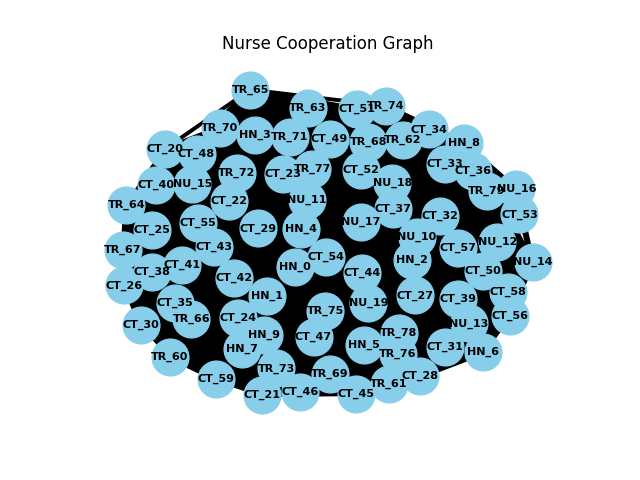 Nurse Cooperation Graph
TR_65
TR_63
CT_51
TR_74
TR_70
HN_3
TR_71
CT_49
TR_68
TR_62
CT_34
HN_8
CT_20
CT_48
CT_33
CT_36
TR_72
CT_23
TR_77
CT_52
NU_18
CT_40
NU_15
TR_79
NU_16
TR_64
CT_22
NU_11
CT_37
CT_32
CT_53
CT_25
CT_55
CT_29
HN_4
NU_17
NU_10
NU_12
TR_67
CT_43
CT_57
CT_38
CT_41
HN_0
CT_54
CT_44
HN_2
CT_50
NU_14
CT_26
CT_42
CT_35
HN_1
NU_19
CT_27
CT_39
CT_58
CT_30
TR_66
CT_24
TR_75
NU_13
CT_56
HN_9
CT_47
TR_78
TR_60
HN_7
HN_5
TR_76
CT_31
HN_6
CT_59
TR_73
TR_69
CT_28
CT_21
CT_46
CT_45
TR_61